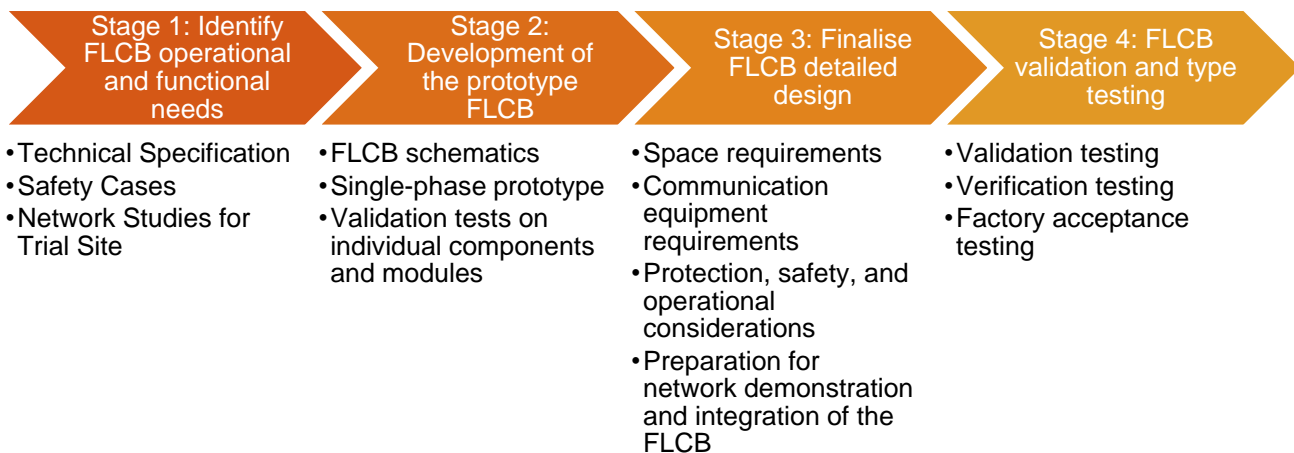 Stage 1: Identify
FLCB operational
and functional
needs
•Technical Specification
•Safety Cases
•Network Studies for
Trial Site
Stage 2:
Development of
the prototype
FLCB
•FLCB schematics
•Single-phase prototype
•Validation tests on
individual components
and modules
Stage 3: Finalise
FLCB detailed
design
•Space requirements
•Communication
equipment
requirements
•Protection, safety, and
operational
considerations
•Preparation for
network demonstration
and integration of the
FLCB
Stage 4: FLCB
validation and type
testing
•Validation testing
•Verification testing
•Factory acceptance
testing